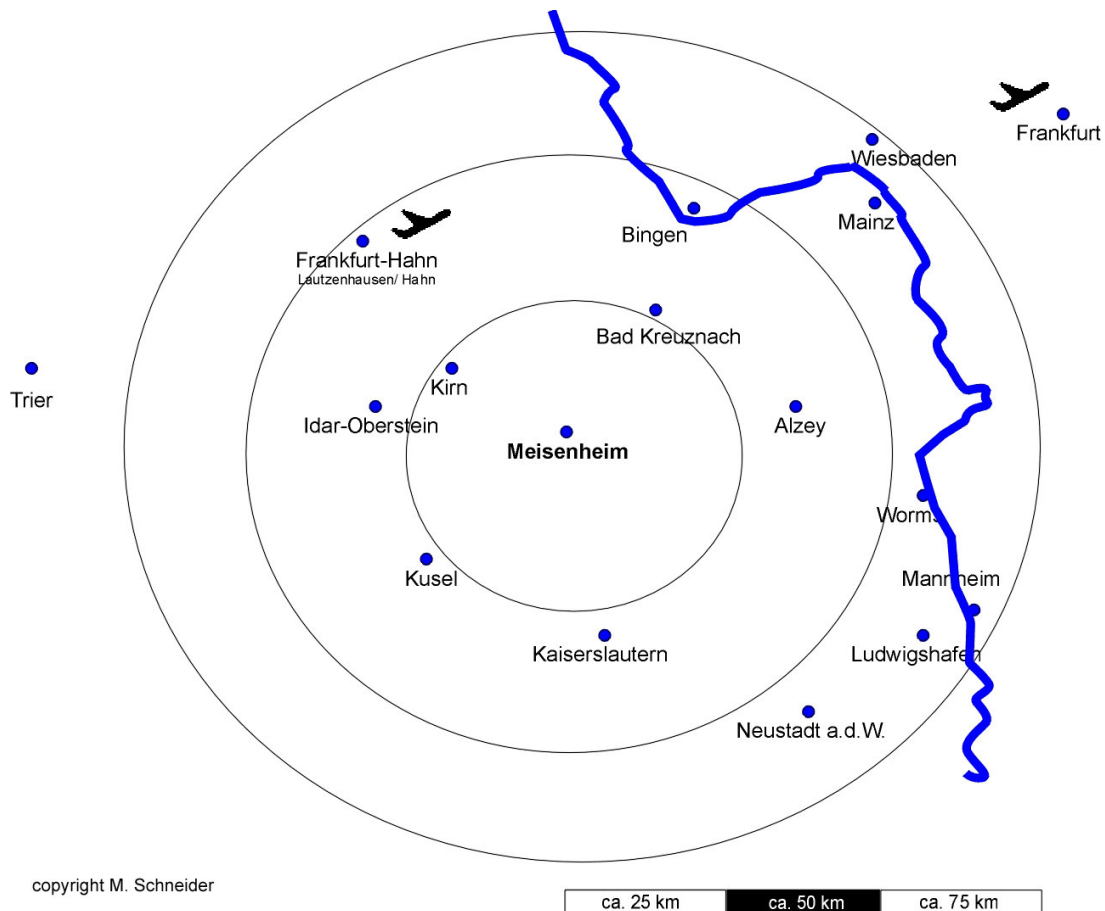 Frankfurt
Wiesbaden
Mainz
Bingen
Frankfurt-Hahn
Lautzenhausen/ Hahn
Bad Kreuznach
Kirn
Trier
Idar-Oberstein
Alzey
Meisenheim
Worms
Kusel
Mannheim
Kaiserslautern
Ludwigshafen
Neustadt a.d.W.
copyright M. Schneider
ca. 25 km
ca. 50 km
ca. 75 km